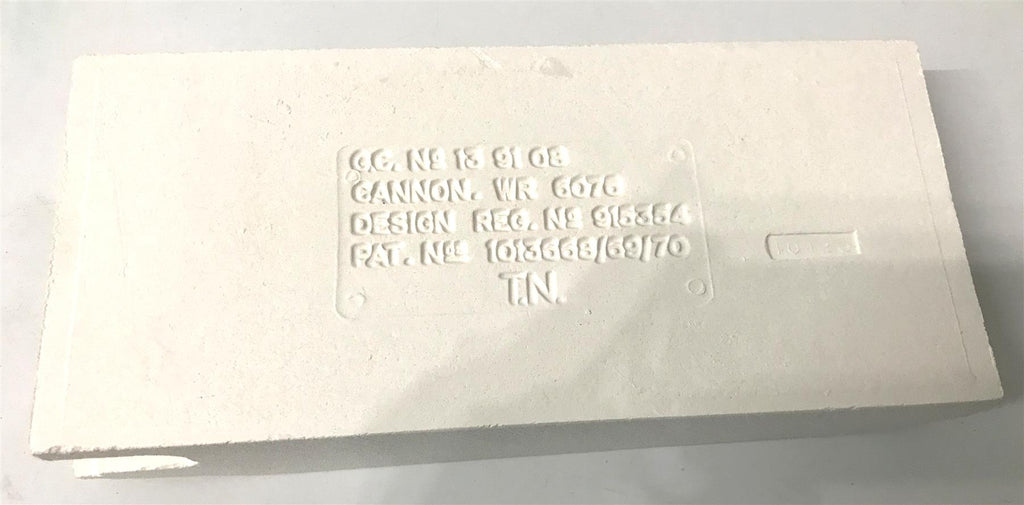 G.C. Nº 13 91 08
CANNON. WR 6076
DESIGN REG. Nº 915354
PAT. Nºs 1013668/69/70
T.N.